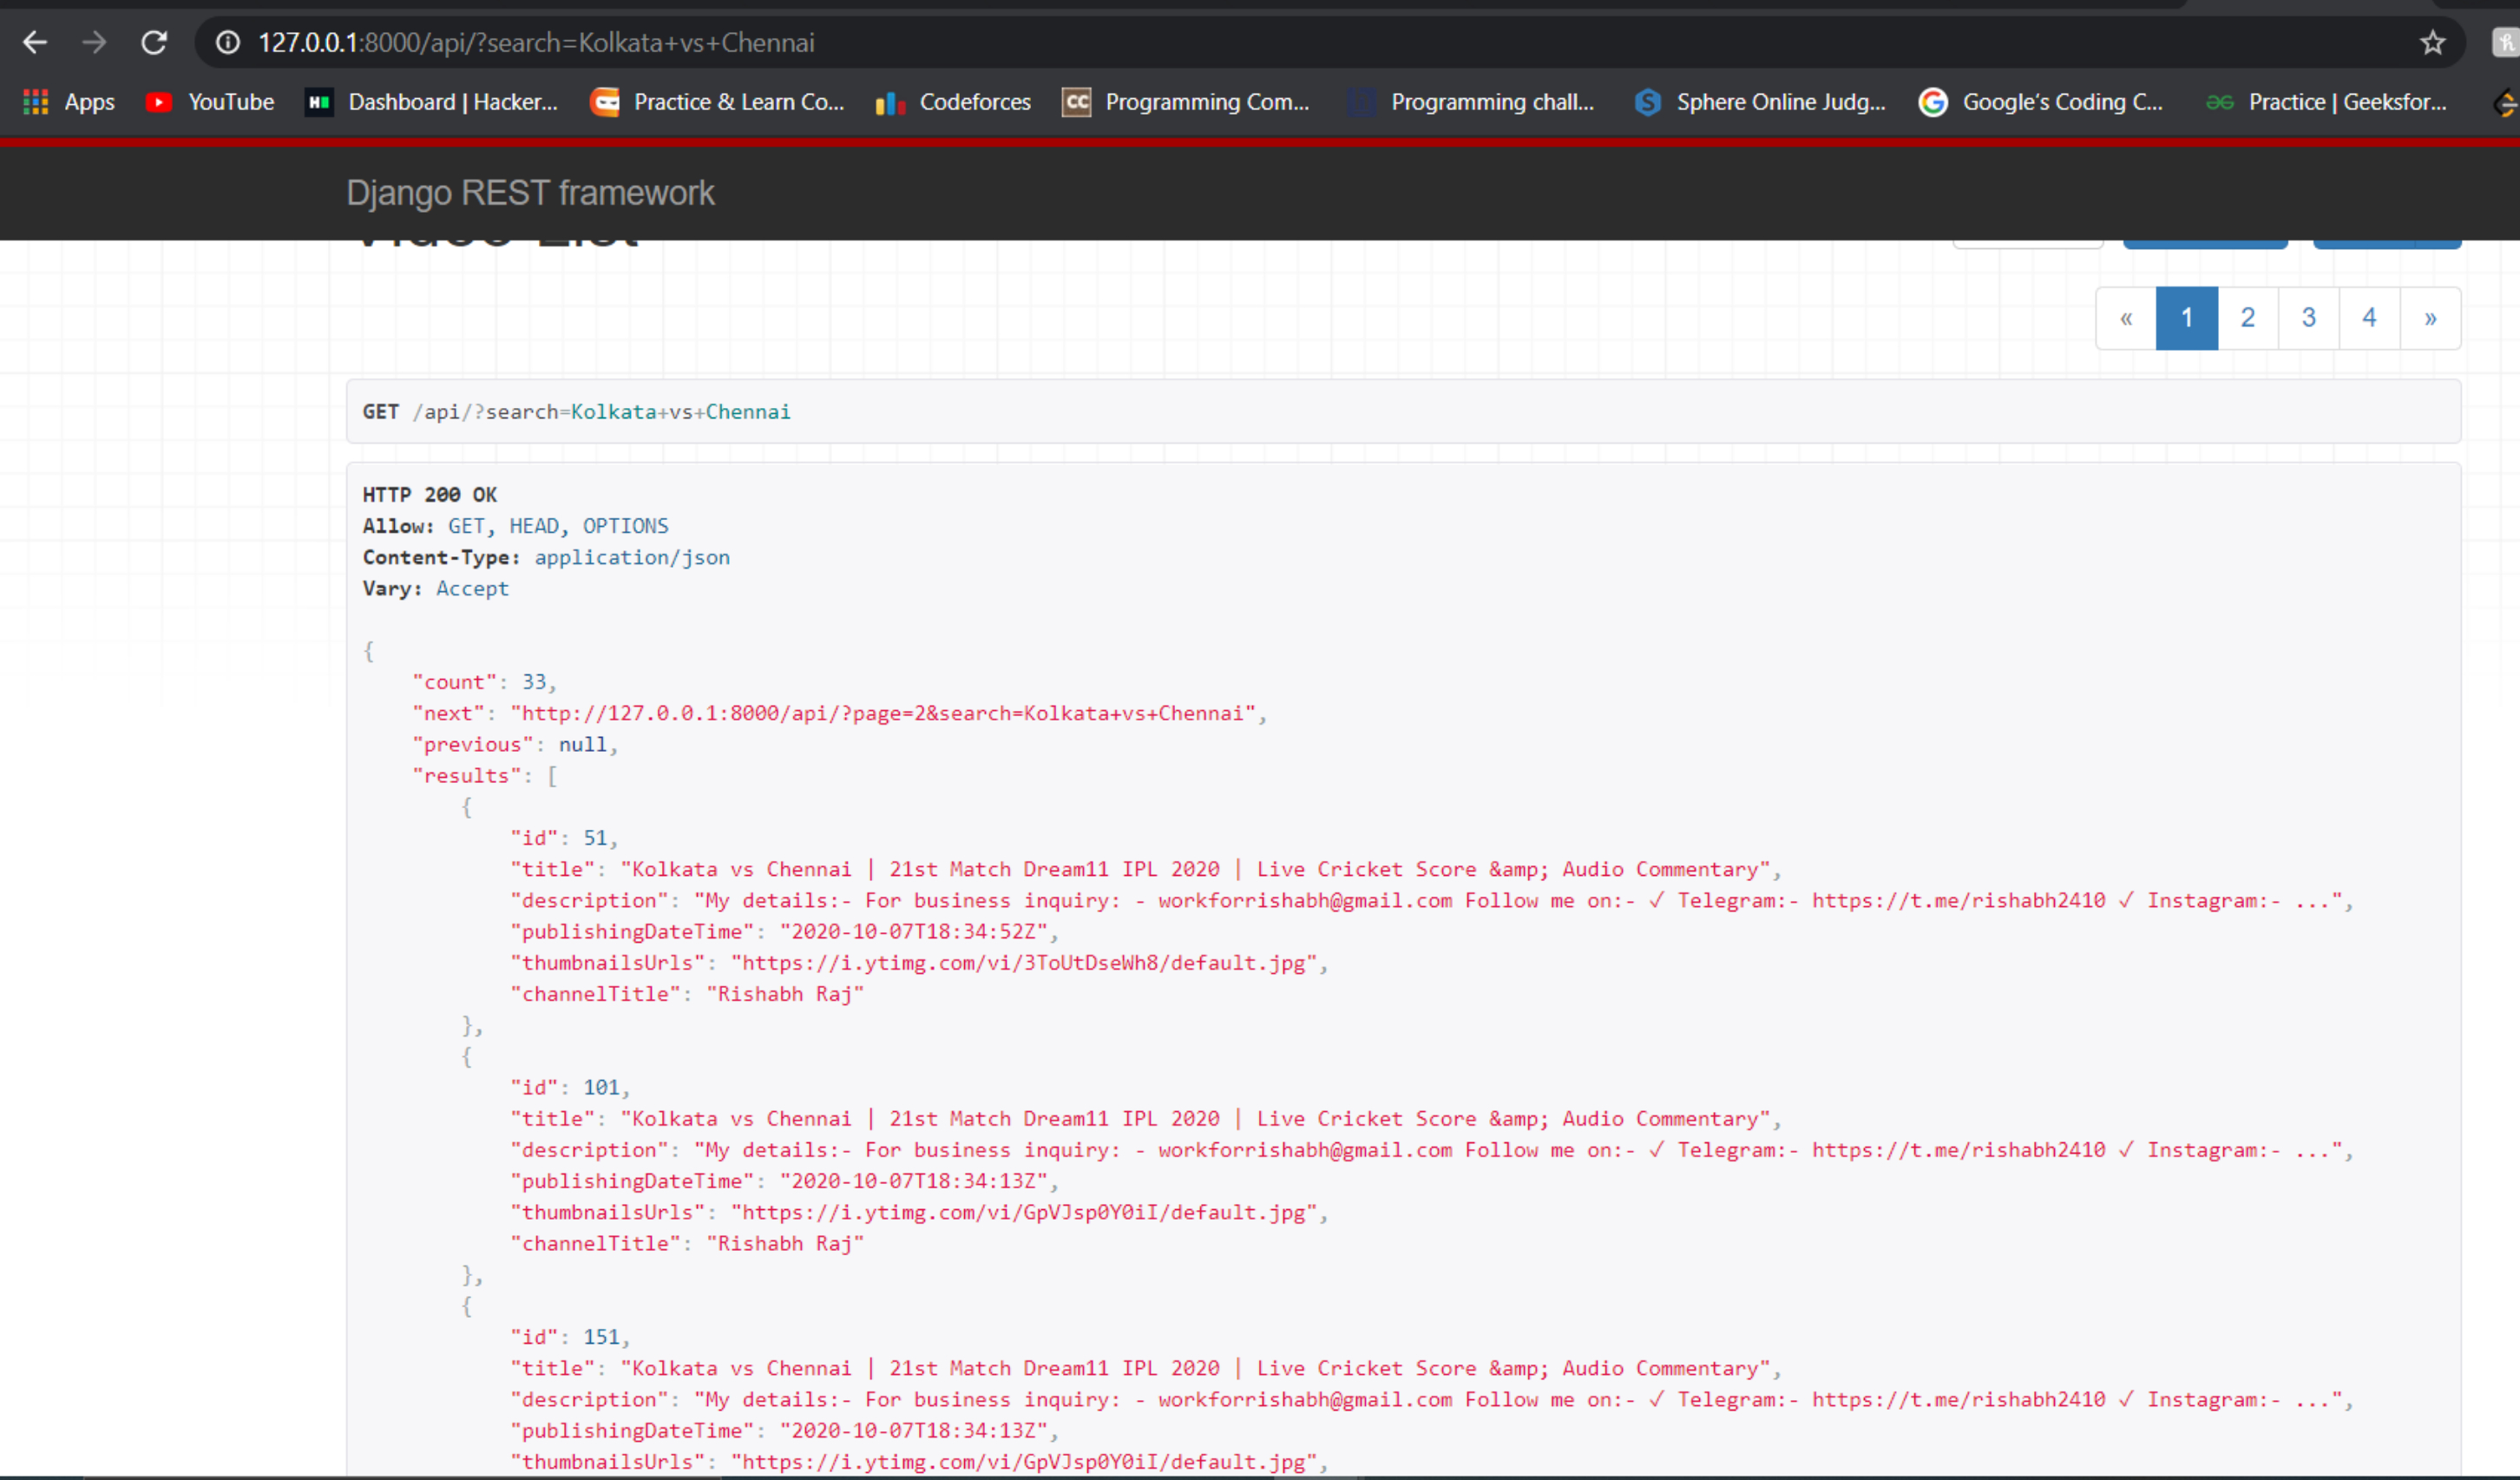 127.0.0.1:8000/api/?search=Kolkata+vs+Chennai
Apps YouTube Dashboard | Hacker... Practice & Learn Co... Codeforces Programming Com... Programming chall... Sphere Online Judg... Google's Coding C... Practice | Geeksfor...
Django REST framework
« 1 2 3 4 »
GET /api/?search=Kolkata+vs+Chennai
HTTP 200 OK
Allow: GET, HEAD, OPTIONS
Content-Type: application/json
Vary: Accept
{
"count": 33,
"next": "http://127.0.0.1:8000/api/?page=2&search=Kolkata+vs+Chennai",
"previous": null,
"results": [
{
"id": 51,
"title": "Kolkata vs Chennai | 21st Match Dream11 IPL 2020 | Live Cricket Score &amp; Audio Commentary",
"description": "My details:- For business inquiry: - workforrishabh@gmail.com Follow me on:- ✓ Telegram:- https://t.me/rishabh2410 ✓ Instagram:- ...",
"publishingDateTime": "2020-10-07T18:34:52Z",
"thumbnailsUrls": "https://i.ytimg.com/vi/3ToUtDseWh8/default.jpg",
"channelTitle": "Rishabh Raj"
},
{
"id": 101,
"title": "Kolkata vs Chennai | 21st Match Dream11 IPL 2020 | Live Cricket Score &amp; Audio Commentary",
"description": "My details:- For business inquiry: - workforrishabh@gmail.com Follow me on:- ✓ Telegram:- https://t.me/rishabh2410 ✓ Instagram:- ...",
"publishingDateTime": "2020-10-07T18:34:13Z",
"thumbnailsUrls": "https://i.ytimg.com/vi/GpVJsp0Y0iI/default.jpg",
"channelTitle": "Rishabh Raj"
},
{
"id": 151,
"title": "Kolkata vs Chennai | 21st Match Dream11 IPL 2020 | Live Cricket Score &amp; Audio Commentary",
"description": "My details:- For business inquiry: - workforrishabh@gmail.com Follow me on:- ✓ Telegram:- https://t.me/rishabh2410 ✓ Instagram:- ...",
"publishingDateTime": "2020-10-07T18:34:13Z",
"thumbnailsUrls": "https://i.ytimg.com/vi/GpVJsp0Y0iI/default.jpg",